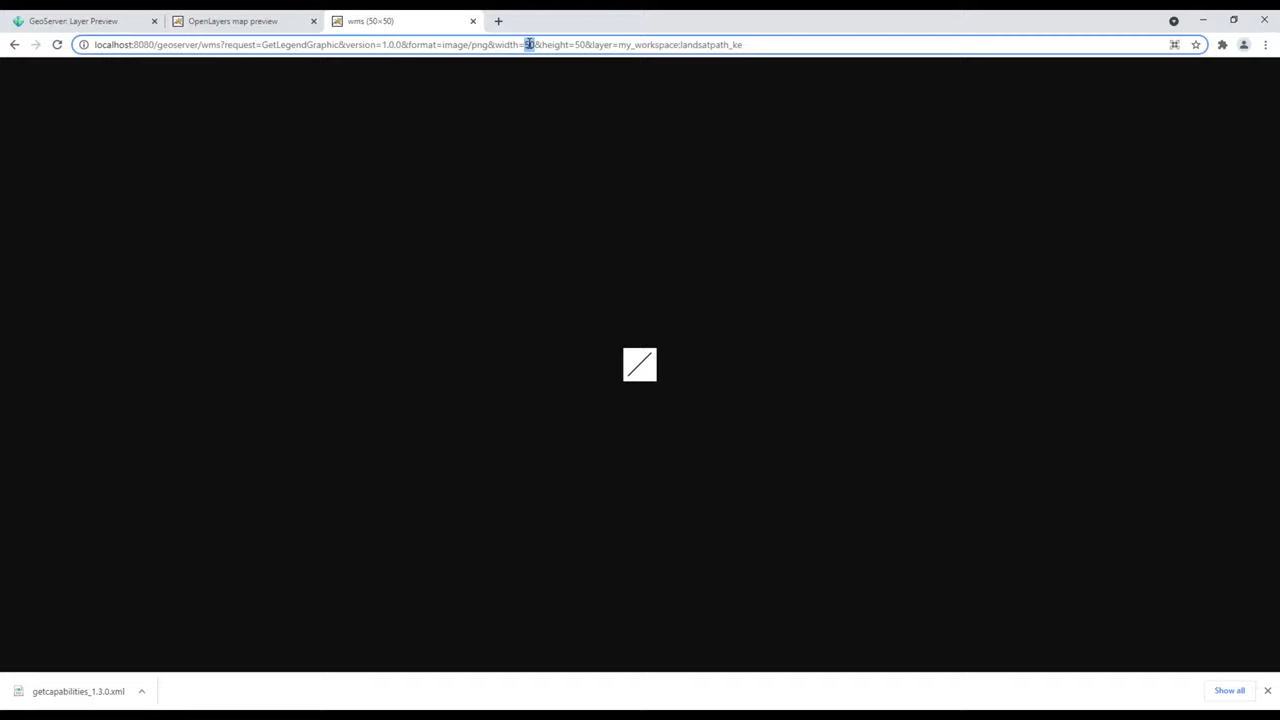 GeoServer: Layer Preview
OpenLayers map preview
wms (50×50)
localhost:8080/geoserver/wms?request=GetLegendGraphic&version=1.0.0&format=image/png&width=50&height=50&layer=my_workspace:landsatpath_ke
getcapabilities_1.3.0.xml
Show all